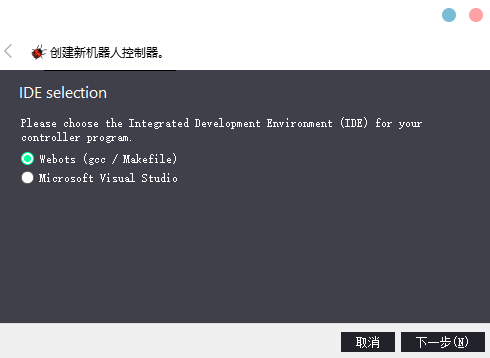 创建新机器人控制器。
IDE selection
Please choose the Integrated Development Environment (IDE) for your
controller program.
Webots (gcc / Makefile)
Microsoft Visual Studio
取消
下一步(N)